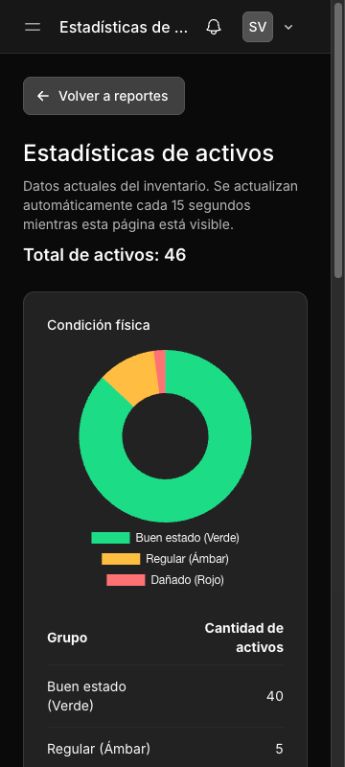 Estadísticas de ...
SV
Volver a reportes
Estadísticas de activos
Datos actuales del inventario. Se actualizan
automáticamente cada 15 segundos
mientras esta página está visible.
Total de activos: 46
Condición física
Buen estado (Verde)
Regular (Ámbar)
Dañado (Rojo)
Grupo
Cantidad de
activos
Buen estado
(Verde)
40
Regular (Ámbar)
5